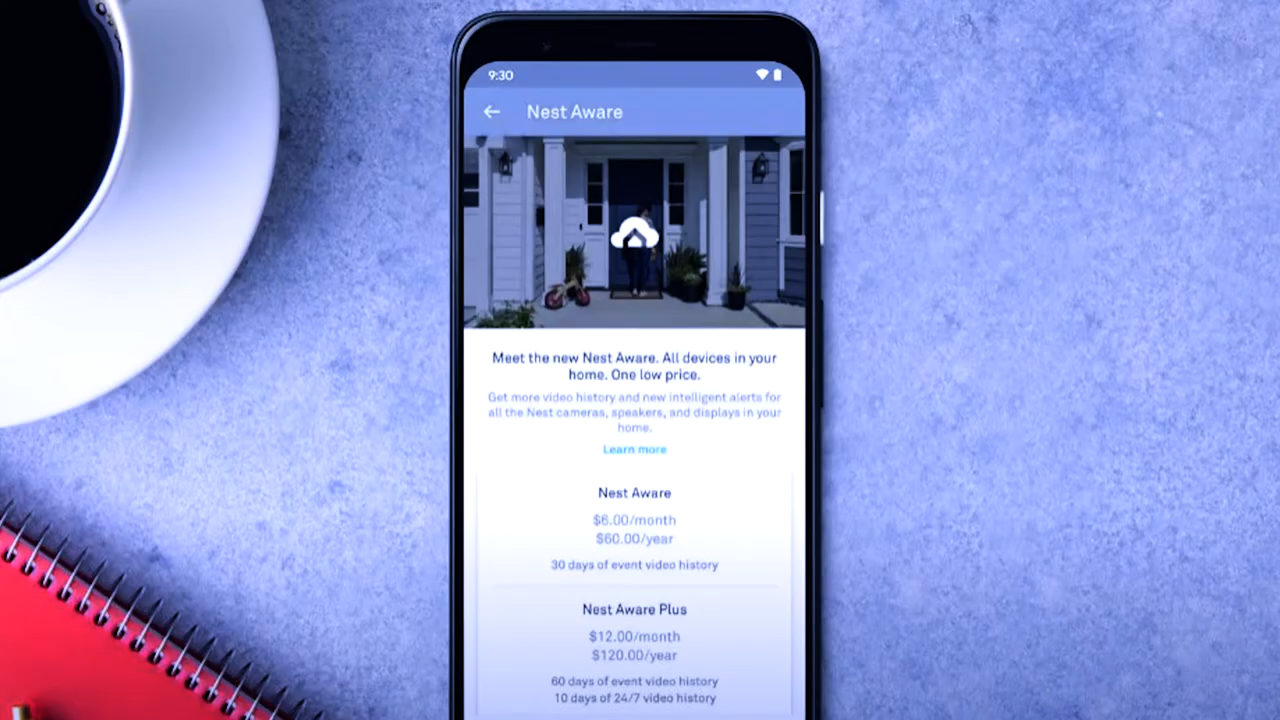 9:30
Nest Aware
Meet the new Nest Aware. All devices in your
home. One low price.
Get more video history and new intelligent alerts for
all the Nest cameras, speakers, and displays in your
home.
Learn more
Nest Aware
$6.00/month
$60.00/year
30 days of event video history
Nest Aware Plus
$12.00/month
$120.00/year
60 days of event video history
10 days of 24/7 video history